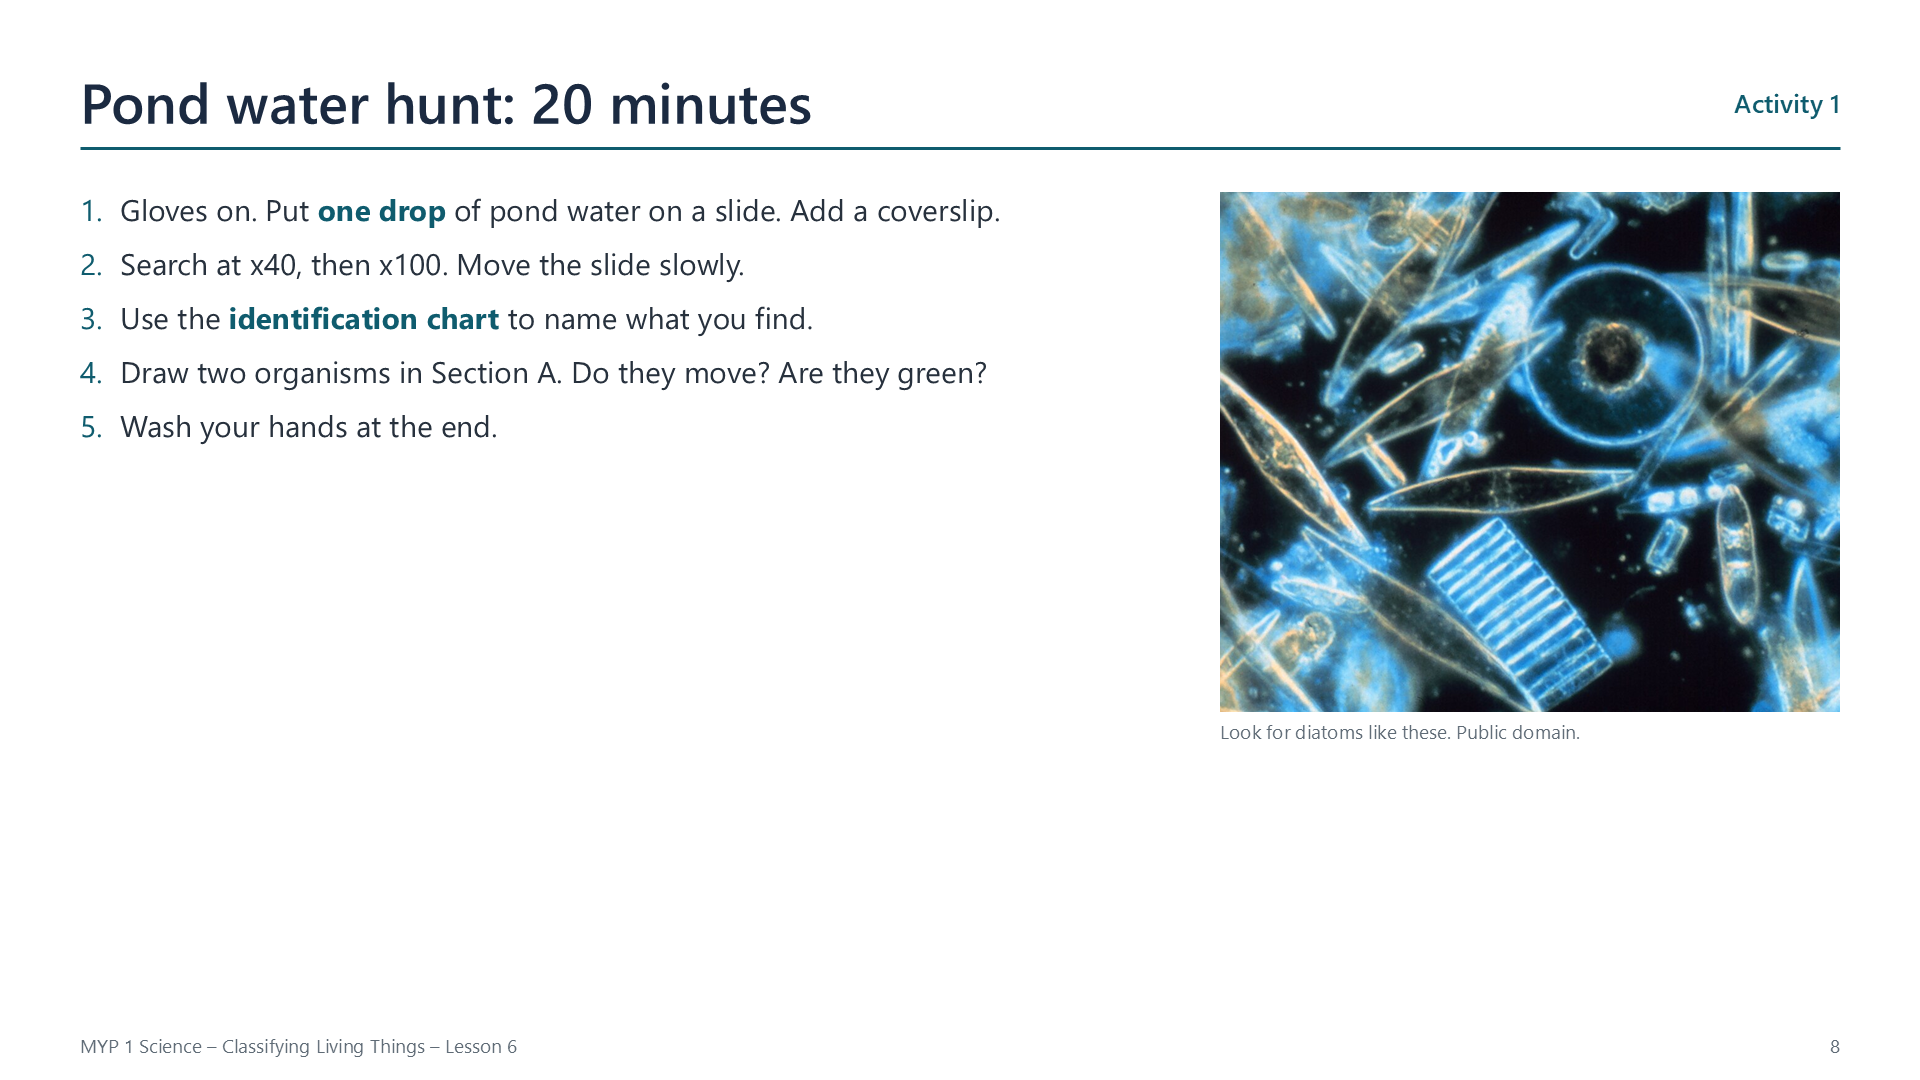 Pond water hunt: 20 minutes
Activity 1
1. Gloves on. Put one drop of pond water on a slide. Add a coverslip.
2. Search at x40, then x100. Move the slide slowly.
3. Use the identification chart to name what you find.
4. Draw two organisms in Section A. Do they move? Are they green?
5. Wash your hands at the end.
Look for diatoms like these. Public domain.
MYP 1 Science – Classifying Living Things – Lesson 6
8